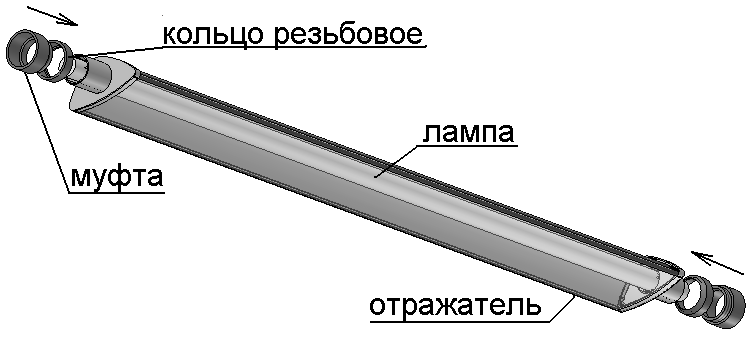 кольцо резьбовое
лампа
муфта
отражатель